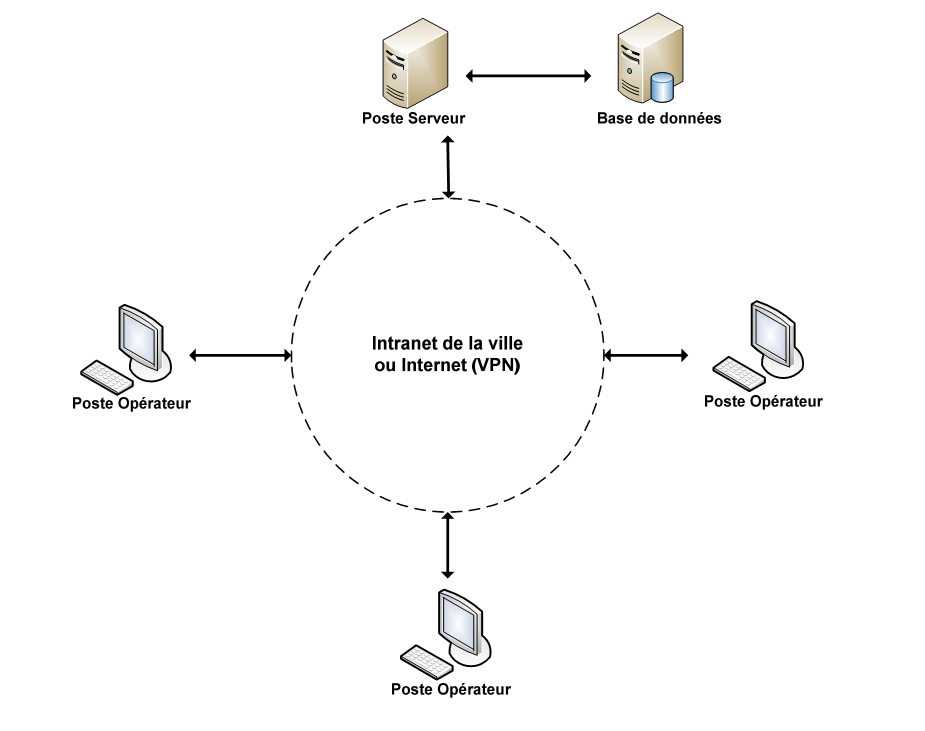 Poste Serveur
Base de données
Intranet de la ville
ou Internet (VPN)
Poste Opérateur
Poste Opérateur
Poste Opérateur